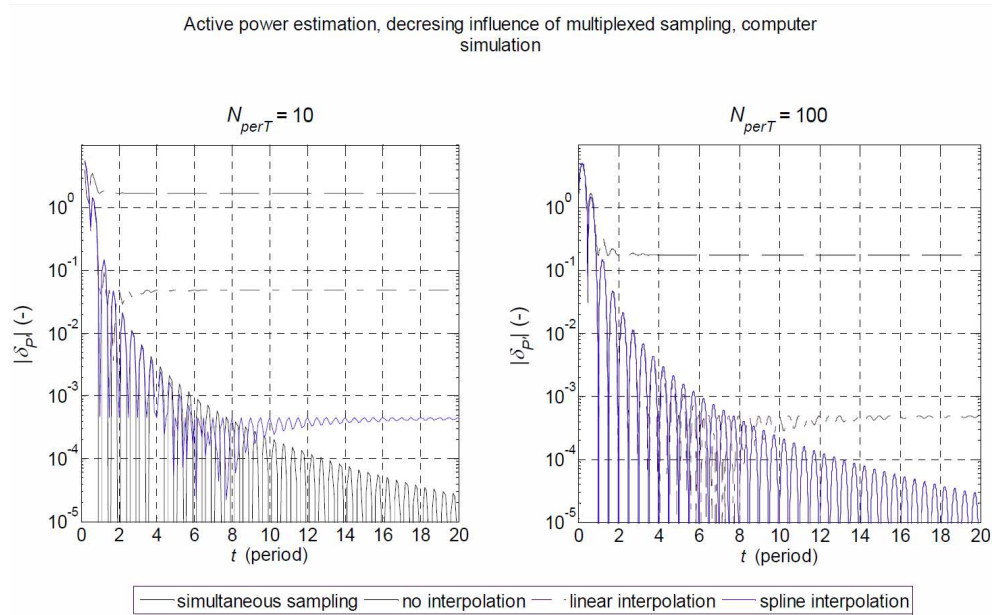 Active power estimation, decresing influence of multiplexed sampling, computer
simulation
N_perT = 10
N_perT = 100
|δ_P'| (-)
10^0
10^-1
10^-2
10^-3
10^-4
10^-5
0 2 4 6 8 10 12 14 16 18 20
t (period)
|δ_P'| (-)
10^0
10^-1
10^-2
10^-3
10^-4
10^-5
0 2 4 6 8 10 12 14 16 18 20
t (period)
simultaneous sampling no interpolation linear interpolation spline interpolation